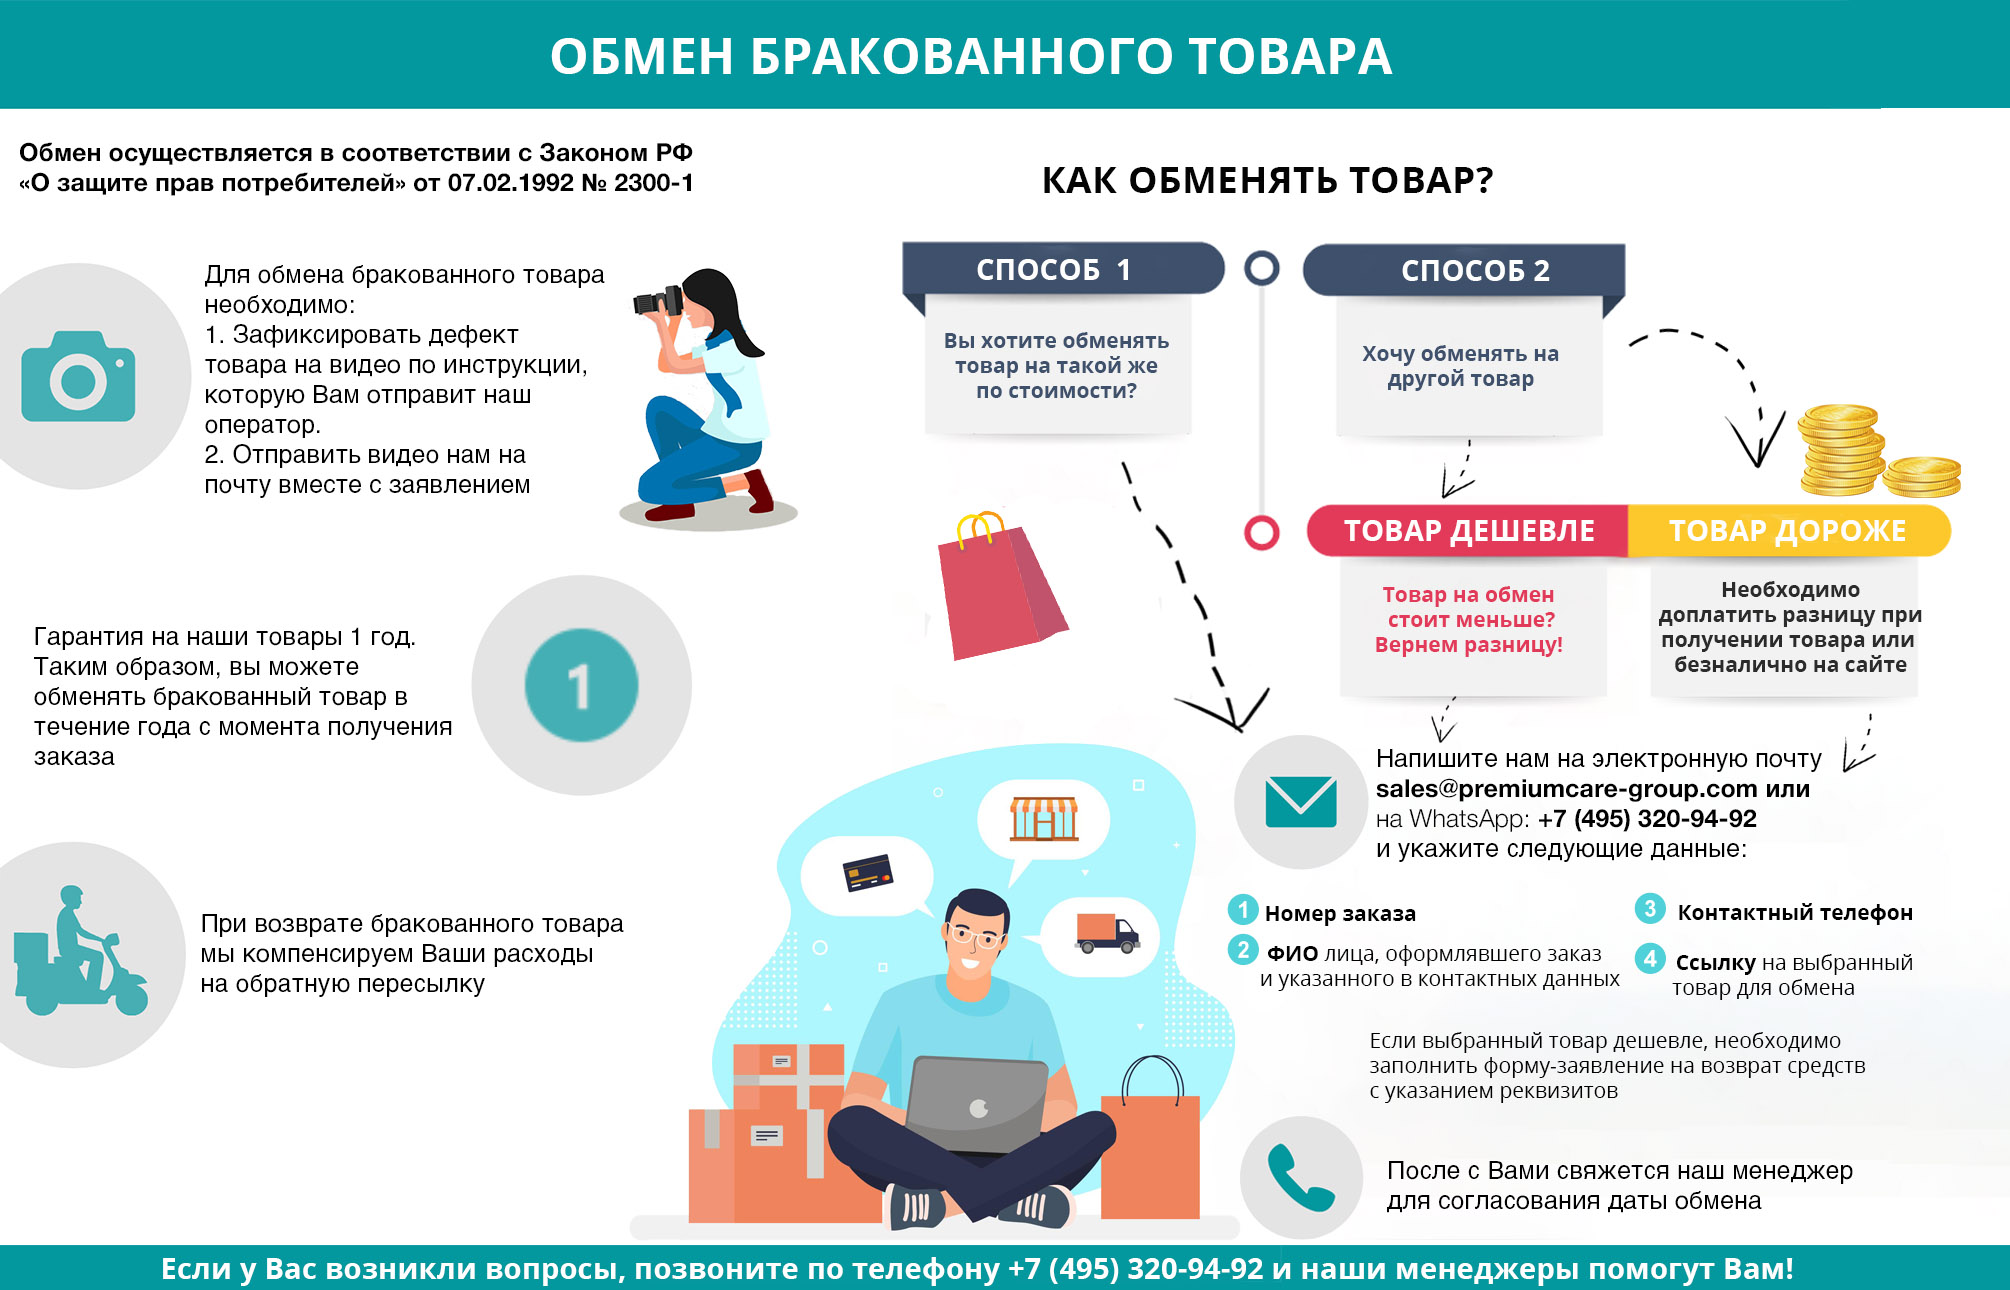 ОБМЕН БРАКОВАННОГО ТОВАРА
Обмен осуществляется в соответствии с Законом РФ
«О защите прав потребителей» от 07.02.1992 № 2300-1
Для обмена бракованного товара
необходимо:
1. Зафиксировать дефект
товара на видео по инструкции,
которую Вам отправит наш
оператор.
2. Отправить видео нам на
почту вместе с заявлением
Гарантия на наши товары 1 год.
Таким образом, вы можете
обменять бракованный товар в
течение года с момента получения
заказа
1
При возврате бракованного товара
мы компенсируем Ваши расходы
на обратную пересылку
КАК ОБМЕНЯТЬ ТОВАР?
СПОСОБ 1
Вы хотите обменять
товар на такой же
по стоимости?
СПОСОБ 2
Хочу обменять на
другой товар
ТОВАР ДЕШЕВЛЕ
Товар на обмен
стоит меньше?
Вернем разницу!
ТОВАР ДОРОЖЕ
Необходимо
доплатить разницу при
получении товара или
безналично на сайте
Напишите нам на электронную почту
sales@premiumcare-group.com или
на WhatsApp: +7 (495) 320-94-92
и укажите следующие данные:
1 Номер заказа
2 ФИО лица, оформлявшего заказ
и указанного в контактных данных
3 Контактный телефон
4 Ссылку на выбранный
товар для обмена
Если выбранный товар дешевле, необходимо
заполнить форму-заявление на возврат средств
с указанием реквизитов
После с Вами свяжется наш менеджер
для согласования даты обмена
Если у Вас возникли вопросы, позвоните по телефону +7 (495) 320-94-92 и наши менеджеры помогут Вам!